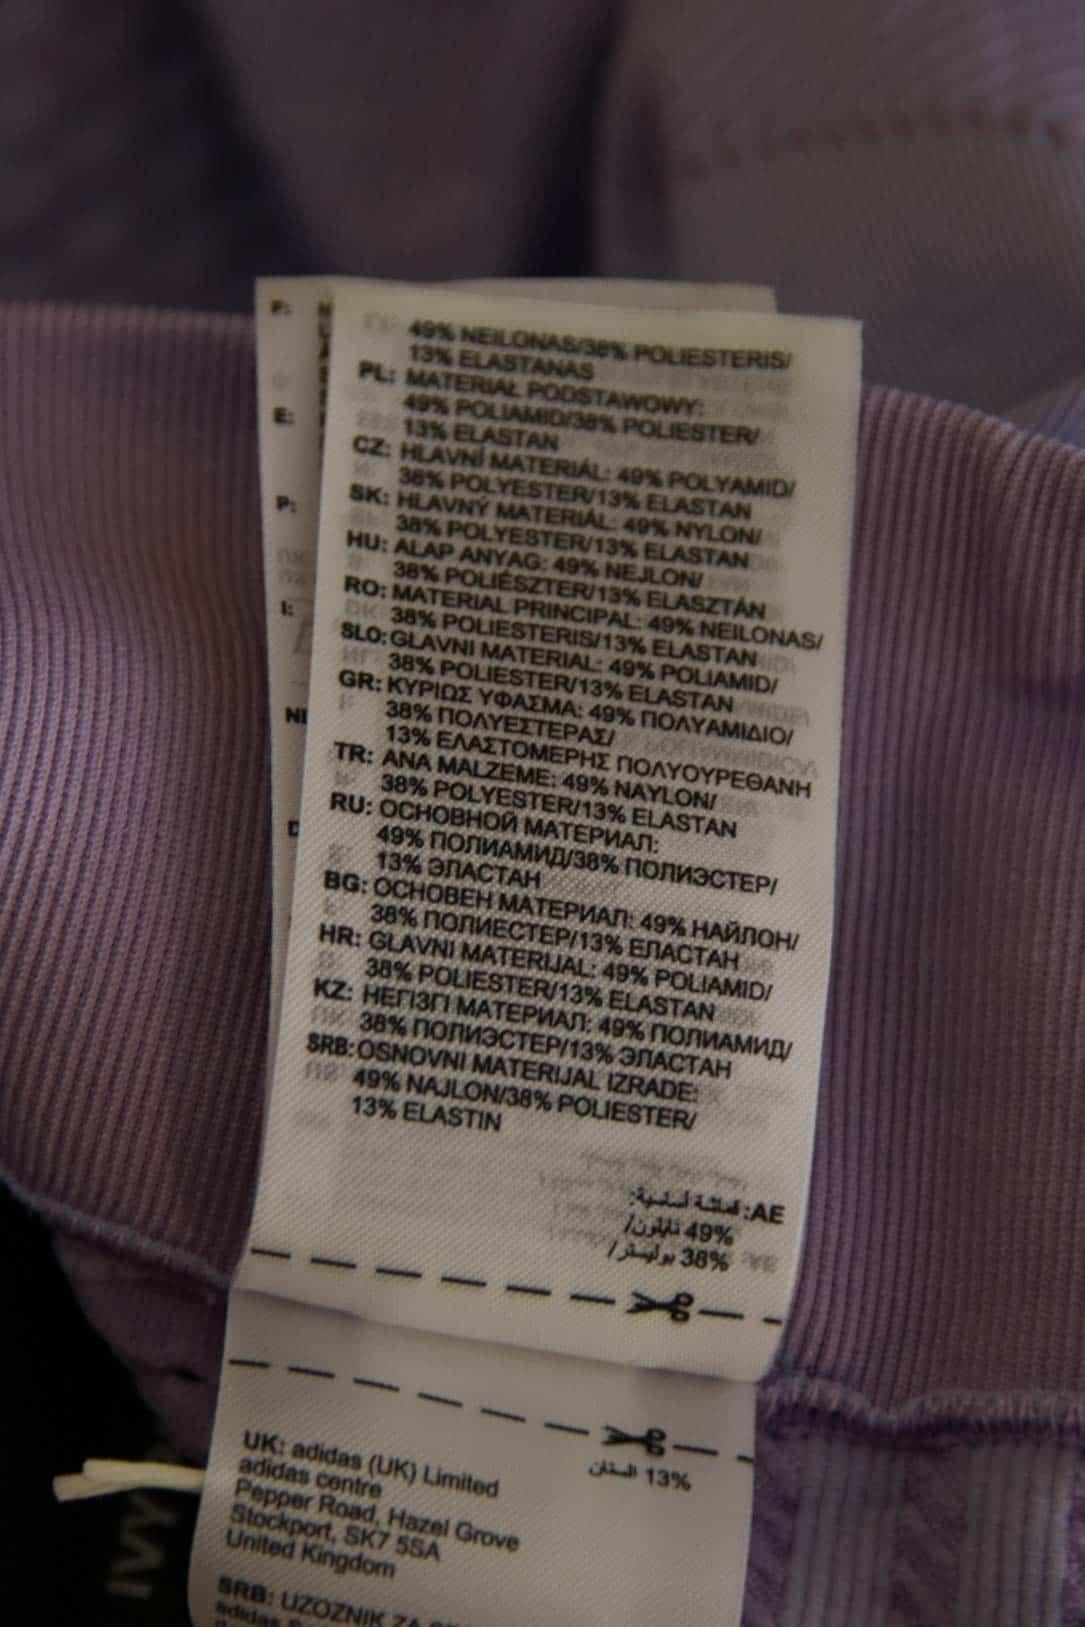 F:
E:
P:
I:
NL
D
49% NEILONAS/38% POLIESTERIS/
13% ELASTANAS
PL: MATERIAŁ PODSTAWOWY:
49% POLIAMID/38% POLIESTER/
13% ELASTAN
CZ: HLAVNÍ MATERIÁL: 49% POLYAMID/
38% POLYESTER/13% ELASTAN
SK: HLAVNÝ MATERIÁL: 49% NYLON/
38% POLYESTER/13% ELASTAN
HU: ALAP ANYAG: 49% NEJLON/
38% POLIÉSZTER/13% ELASZTÁN
RO: MATERIAL PRINCIPAL: 49% NEILONAS/
38% POLIESTERIS/13% ELASTAN
SLO: GLAVNI MATERIAL: 49% POLIAMID/
38% POLIESTER/13% ELASTAN
GR: ΚΥΡΙΩΣ ΥΦΑΣΜΑ: 49% ΠΟΛΥΑΜΙΔΙΟ/
38% ΠΟΛΥΕΣΤΕΡΑΣ/
13% ΕΛΑΣΤΟΜΕΡΗΣ ΠΟΛΥΟΥΡΕΘΑΝΗ
TR: ANA MALZEME: 49% NAYLON/
38% POLYESTER/13% ELASTAN
RU: ОСНОВНОЙ МАТЕРИАЛ:
49% ПОЛИАМИД/38% ПОЛИЭСТЕР/
13% ЭЛАСТАН
BG: ОСНОВЕН МАТЕРИАЛ: 49% НАЙЛОН/
38% ПОЛИЕСТЕР/13% ЕЛАСТАН
HR: GLAVNI MATERIJAL: 49% POLIAMID/
38% POLIESTER/13% ELASTAN
KZ: НЕГІЗГІ МАТЕРИАЛ: 49% ПОЛИАМИД/
38% ПОЛИЭСТЕР/13% ЭЛАСТАН
SRB: OSNOVNI MATERIJAL IZRADE:
49% NAJLON/38% POLIESTER/
13% ELASTIN
AE: قماشة أساسية:
49% نايلون/
38% بوليستر/
13% الستان
UK: adidas (UK) Limited
adidas centre
Pepper Road, Hazel Grove
Stockport, SK7 5SA
United Kingdom
SRB: UZOZNIK ZA
adidas
IVY